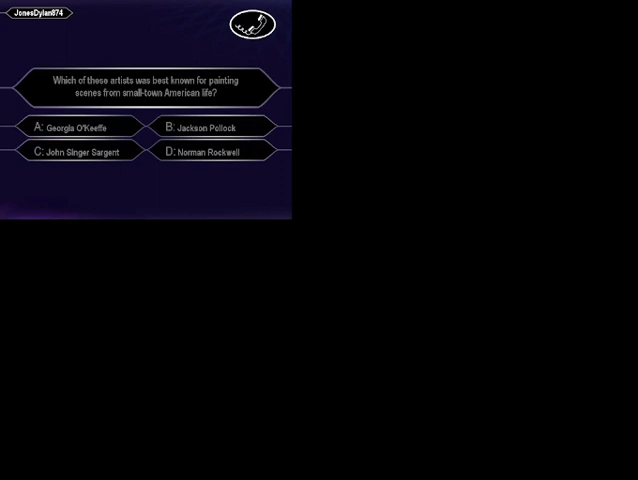 JonesDylan874
Which of these artists was best known for painting
scenes from small-town American life?
A: Georgia O'Keeffe
B: Jackson Pollock
C: John Singer Sargent
D: Norman Rockwell